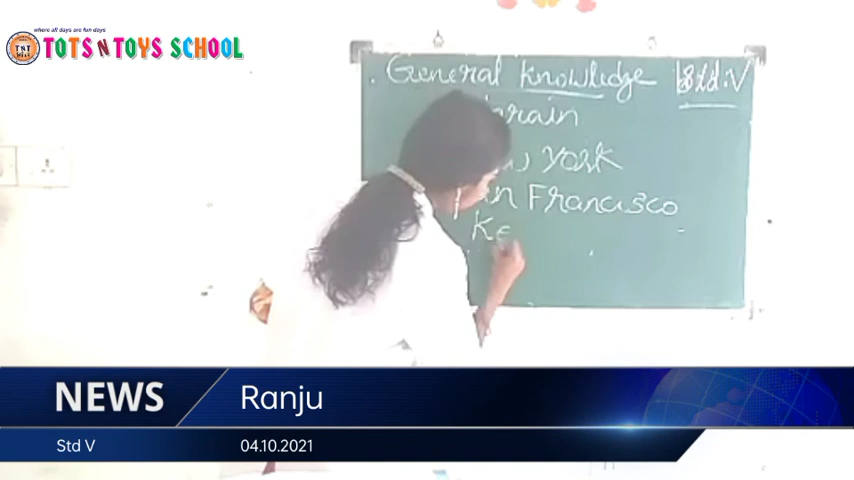 where all days are fun days
TOTS N TOYS SCHOOL
General knowledge Std.V
York
Francisco
NEWS Ranju
Std V 04.10.2021